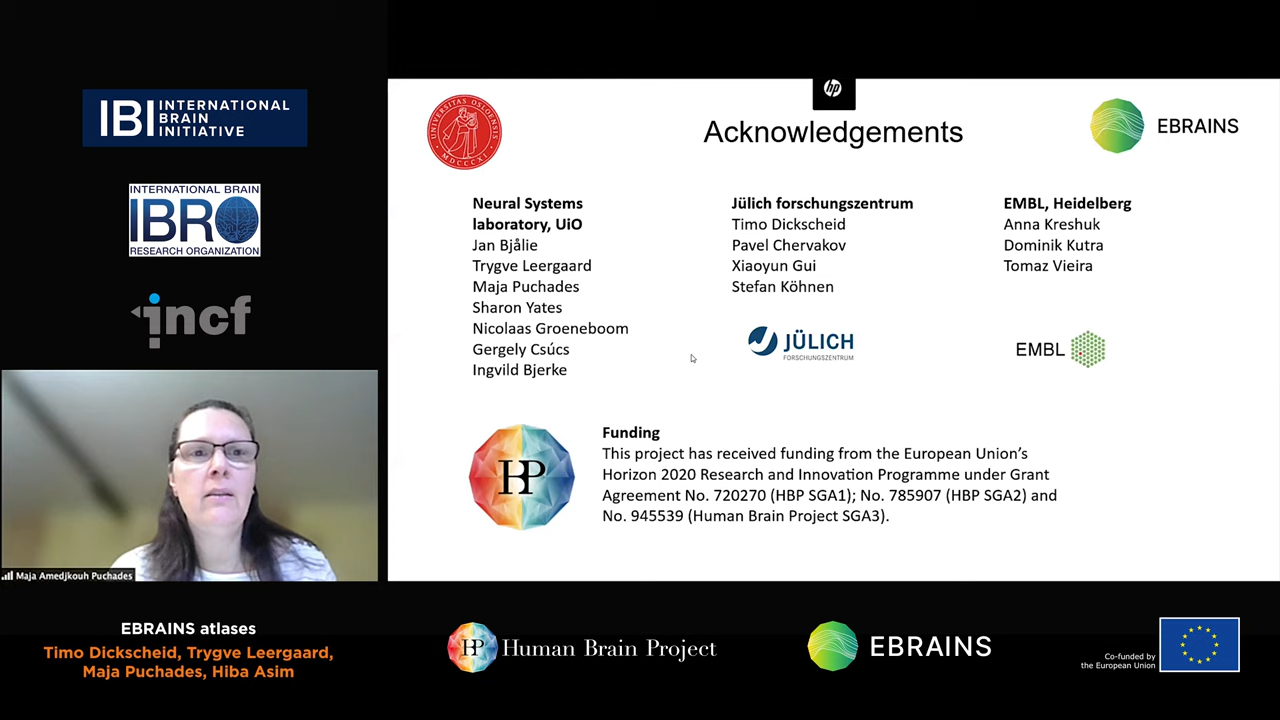 IBI INTERNATIONAL
BRAIN
INITIATIVE
INTERNATIONAL BRAIN
IBRO
RESEARCH ORGANIZATION
incf
Maja Amedjkouh Puchades
EBRAINS atlases
Timo Dickscheid, Trygve Leergaard,
Maja Puchades, Hiba Asim
hp
UNIVERSITAS OSLOENSIS
MDCCCXI
Acknowledgements
EBRAINS
Neural Systems
laboratory, UiO
Jan Bjålie
Trygve Leergaard
Maja Puchades
Sharon Yates
Nicolaas Groeneboom
Gergely Csúcs
Ingvild Bjerke
Jülich forschungszentrum
Timo Dickscheid
Pavel Chervakov
Xiaoyun Gui
Stefan Köhnen
JÜLICH
FORSCHUNGSZENTRUM
EMBL, Heidelberg
Anna Kreshuk
Dominik Kutra
Tomaz Vieira
EMBL
HBP
Funding
This project has received funding from the European Union’s
Horizon 2020 Research and Innovation Programme under Grant
Agreement No. 720270 (HBP SGA1); No. 785907 (HBP SGA2) and
No. 945539 (Human Brain Project SGA3).
HBP Human Brain Project
EBRAINS
Co-funded by
the European Union